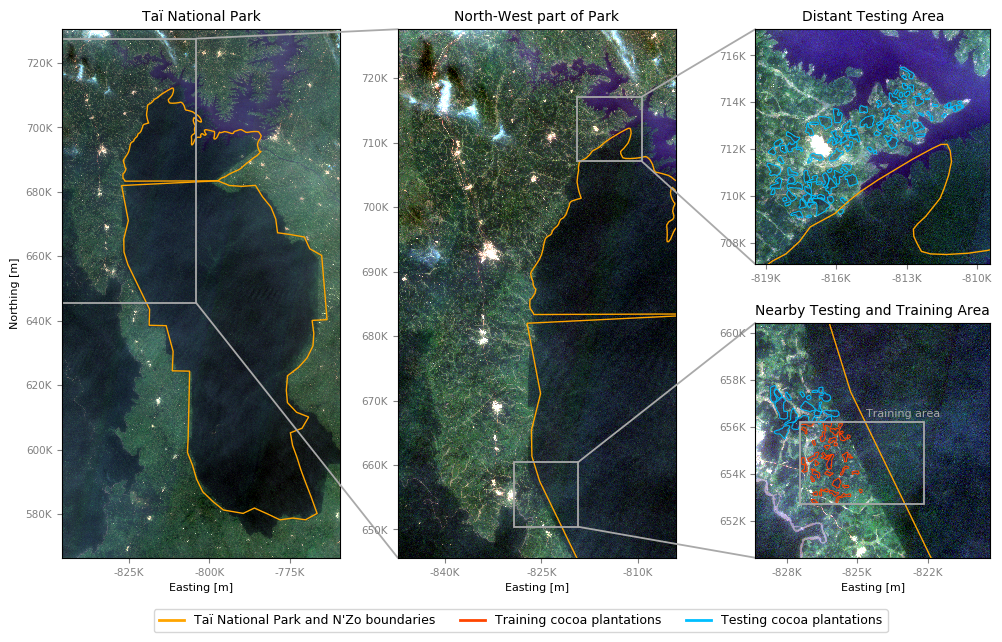 Taï National Park
North-West part of Park
Distant Testing Area
720K
700K
680K
660K
640K
620K
600K
580K
Northing [m]
-825K
-800K
-775K
Easting [m]
720K
710K
700K
690K
680K
670K
660K
650K
-840K
-825K
-810K
Easting [m]
716K
714K
712K
710K
708K
-819K
-816K
-813K
-810K
Nearby Testing and Training Area
660K
658K
656K
654K
652K
Training area
-828K
-825K
-822K
Easting [m]
Taï National Park and N'Zo boundaries
Training cocoa plantations
Testing cocoa plantations